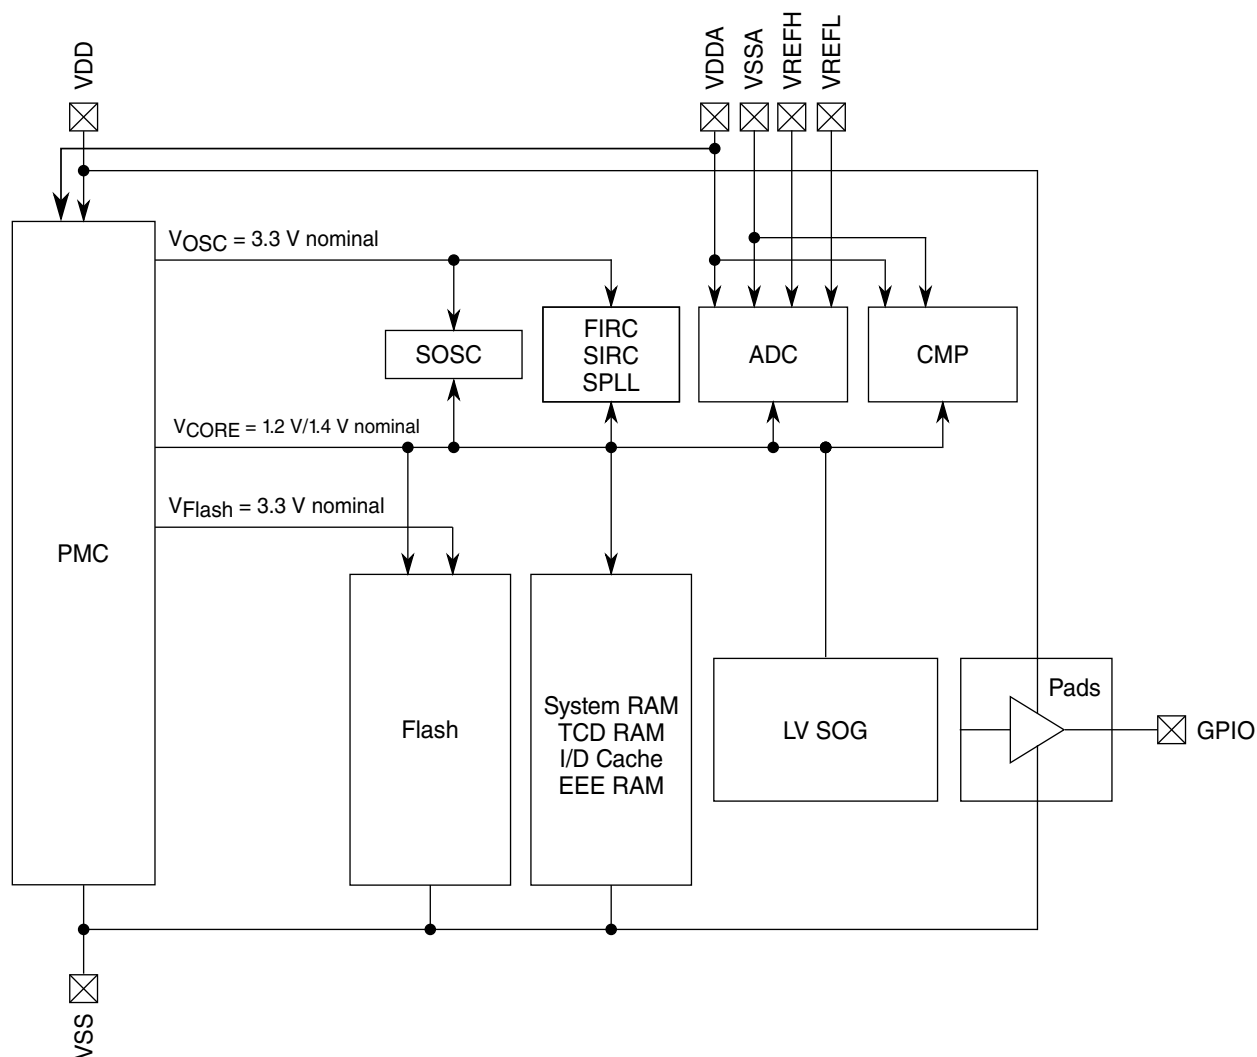 VDD
VDDA
VSSA
VREFH
VREFL
VOSC = 3.3 V nominal
SOSC
FIRC
SIRC
SPLL
ADC
CMP
VCORE = 1.2 V/1.4 V nominal
VFlash = 3.3 V nominal
PMC
Flash
System RAM
TCD RAM
I/D Cache
EEE RAM
LV SOG
Pads
GPIO
VSS